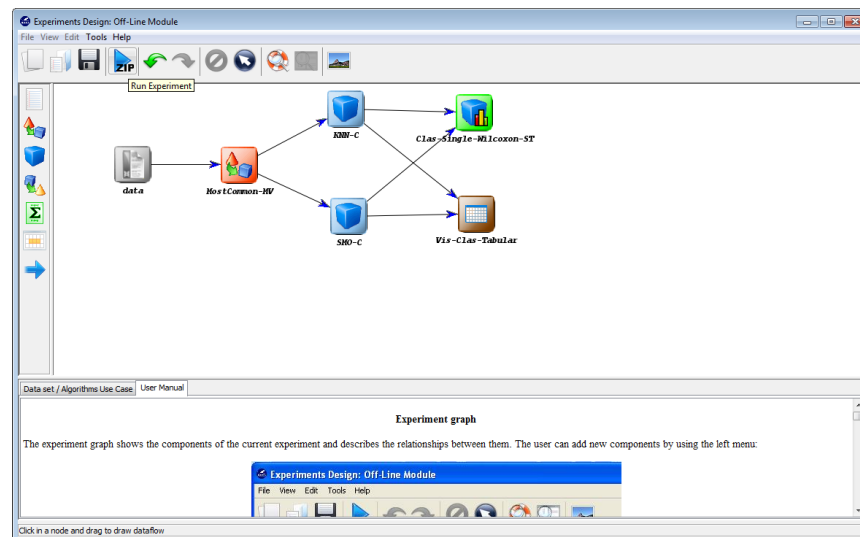 Experiments Design: Off-Line Module
File View Edit Tools Help
ZIP
Run Experiment
KNN-C
Clas-Single-Wilcoxon-ST
data
MostCommon-MV
SMO-C
Vis-Clas-Tabular
Σ
Data set / Algorithms Use Case User Manual
Experiment graph
The experiment graph shows the components of the current experiment and describes the relationships between them. The user can add new components by using the left menu:
Experiments Design: Off-Line Module
File View Edit Tools Help
Click in a node and drag to draw dataflow